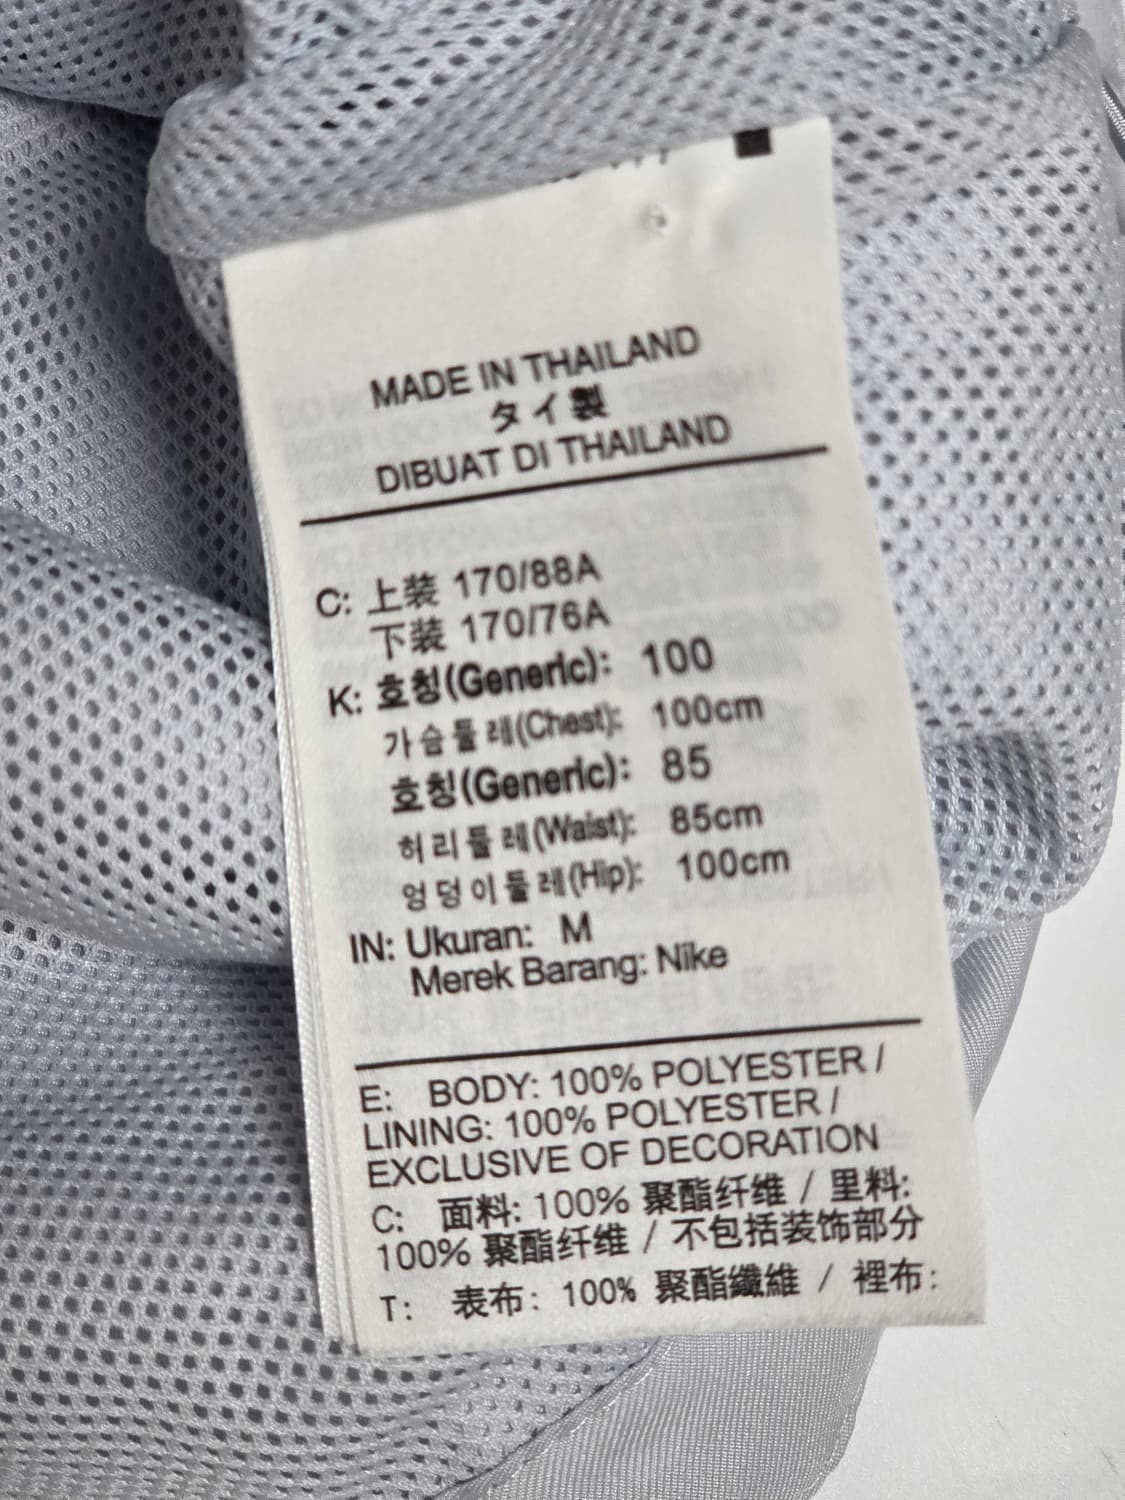 MADE IN THAILAND
タイ製
DIBUAT DI THAILAND
C: 上装 170/88A
下装 170/76A
K: 호칭(Generic): 100
가슴둘레(Chest): 100cm
호칭(Generic): 85
허리둘레(Waist): 85cm
엉덩이둘레(Hip): 100cm
IN: Ukuran: M
Merek Barang: Nike
E: BODY: 100% POLYESTER /
LINING: 100% POLYESTER /
EXCLUSIVE OF DECORATION
C: 面料: 100% 聚酯纤维 / 里料:
100% 聚酯纤维 / 不包括装饰部分
T: 表布: 100% 聚酯纖維 / 裡布: